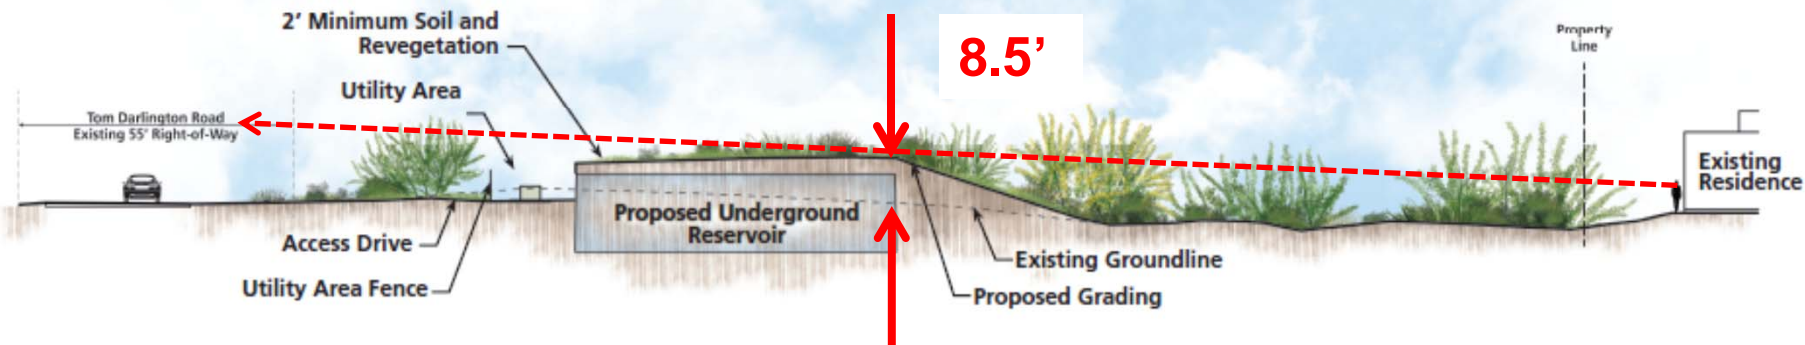 2’ Minimum Soil and
Revegetation
Utility Area
8.5’
Property
Line
Tom Darlington Road
Existing 55' Right-of-Way
Existing
Residence
Proposed Underground
Reservoir
Access Drive
Utility Area Fence
Existing Groundline
Proposed Grading